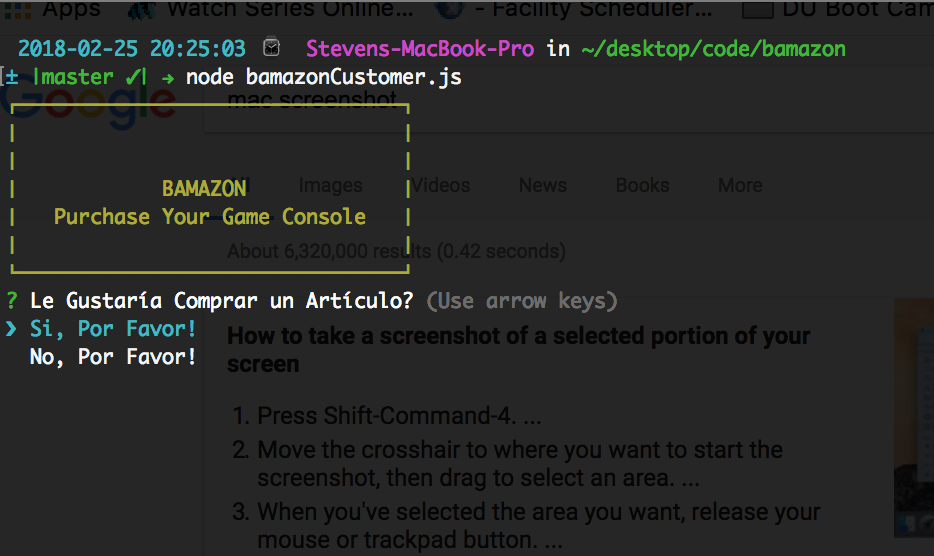 Apps Watch Series Online... - Facility Scheduler... DU Boot Cam
2018-02-25 20:25:03 Stevens-MacBook-Pro in ~/desktop/code/bamazon
± |master ✓| → node bamazonCustomer.js
Google mac screenshot
All Images Videos News Books More
BAMAZON
Purchase Your Game Console
About 6,320,000 results (0.42 seconds)
? Le Gustaría Comprar un Artículo? (Use arrow keys)
❯ Si, Por Favor!
No, Por Favor!
How to take a screenshot of a selected portion of your
screen
1. Press Shift-Command-4. ...
2. Move the crosshair to where you want to start the
screenshot, then drag to select an area. ...
3. When you've selected the area you want, release your
mouse or trackpad button. ...